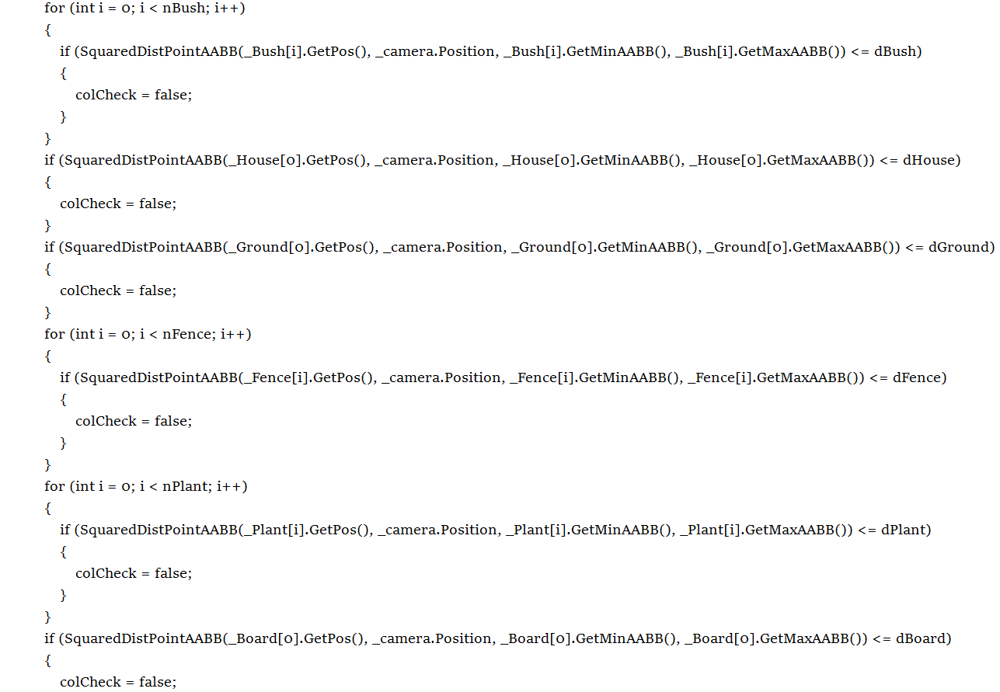 for (int i = 0; i < nBush; i++)
{
if (SquaredDistPointAABB(_Bush[i].GetPos(), _camera.Position, _Bush[i].GetMinAABB(), _Bush[i].GetMaxAABB()) <= dBush)
{
colCheck = false;
}
}
if (SquaredDistPointAABB(_House[0].GetPos(), _camera.Position, _House[0].GetMinAABB(), _House[0].GetMaxAABB()) <= dHouse)
{
colCheck = false;
}
if (SquaredDistPointAABB(_Ground[0].GetPos(), _camera.Position, _Ground[0].GetMinAABB(), _Ground[0].GetMaxAABB()) <= dGround)
{
colCheck = false;
}
for (int i = 0; i < nFence; i++)
{
if (SquaredDistPointAABB(_Fence[i].GetPos(), _camera.Position, _Fence[i].GetMinAABB(), _Fence[i].GetMaxAABB()) <= dFence)
{
colCheck = false;
}
}
for (int i = 0; i < nPlant; i++)
{
if (SquaredDistPointAABB(_Plant[i].GetPos(), _camera.Position, _Plant[i].GetMinAABB(), _Plant[i].GetMaxAABB()) <= dPlant)
{
colCheck = false;
}
}
if (SquaredDistPointAABB(_Board[0].GetPos(), _camera.Position, _Board[0].GetMinAABB(), _Board[0].GetMaxAABB()) <= dBoard)
{
colCheck = false;